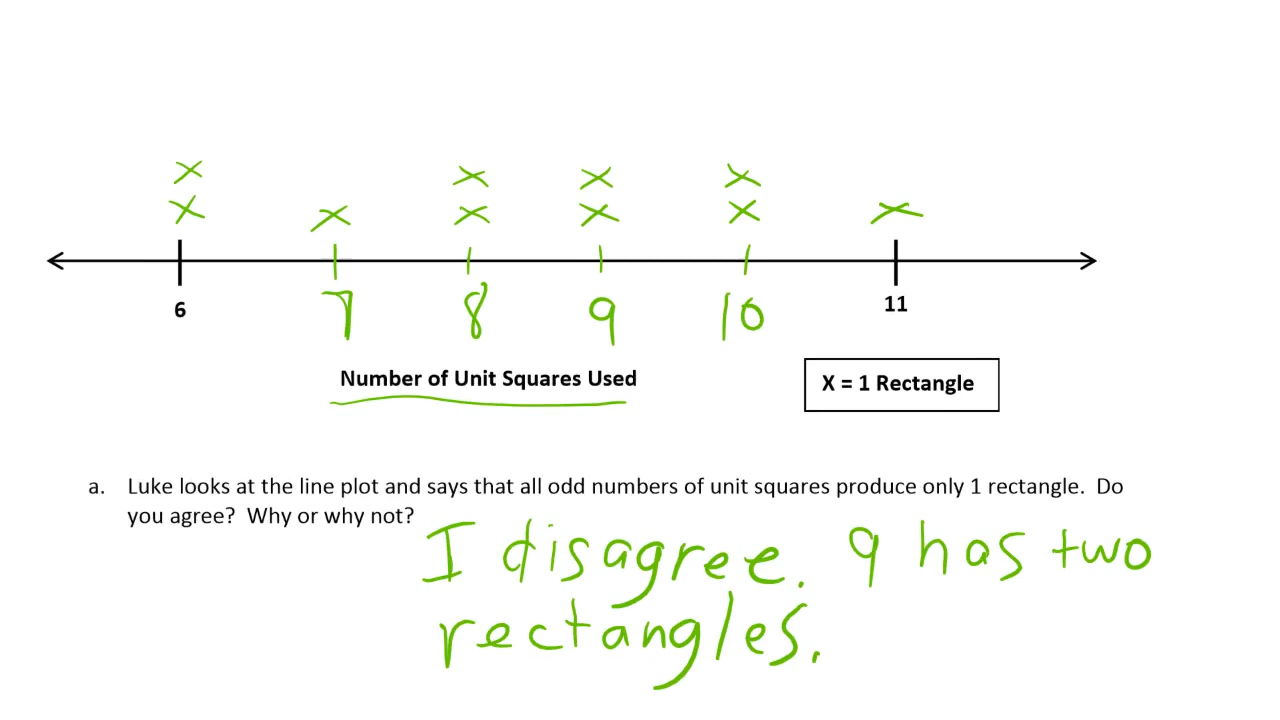 x x x x
x x x x x x
6 7 8 9 10 11
Number of Unit Squares Used
X = 1 Rectangle
a. Luke looks at the line plot and says that all odd numbers of unit squares produce only 1 rectangle. Do
you agree? Why or why not?
I disagree. 9 has two
rectangles.